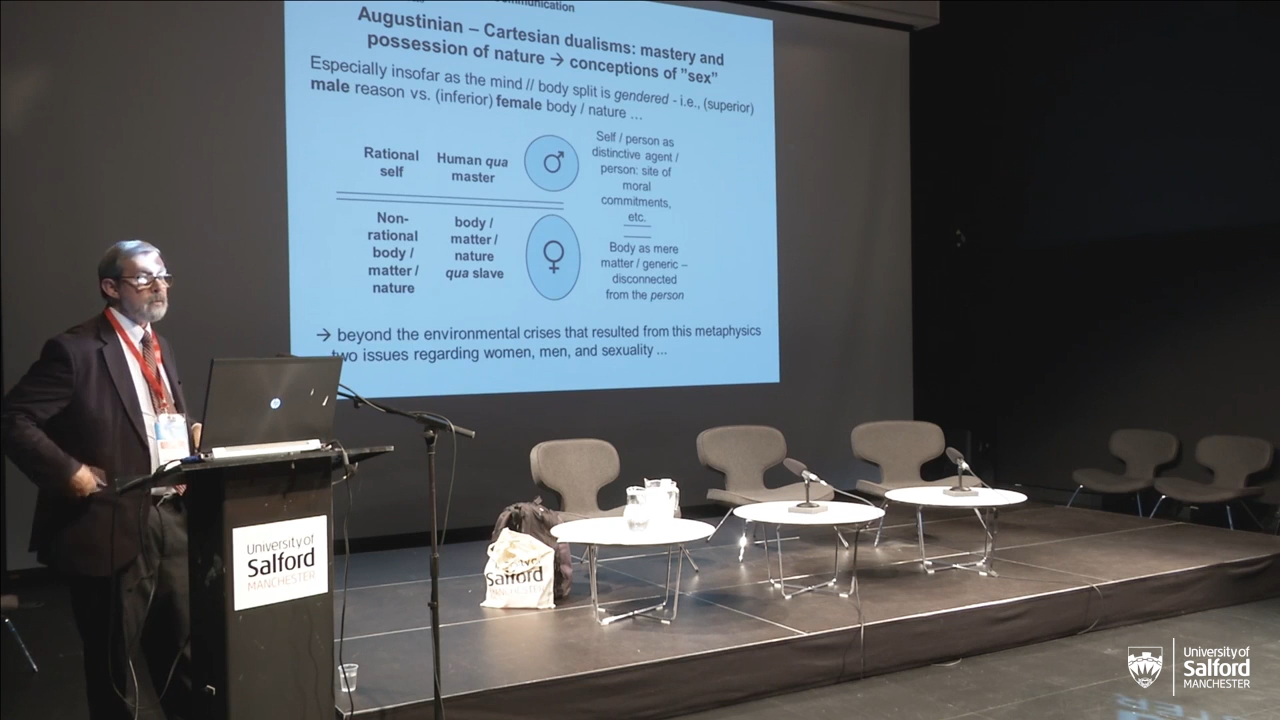 Communication
Augustinian – Cartesian dualisms: mastery and
possession of nature → conceptions of ”sex”
Especially insofar as the mind // body split is gendered - i.e., (superior)
male reason vs. (inferior) female body / nature …
Rational
self
Human qua
master
♂
Self / person as
distinctive agent /
person: site of
moral
commitments,
etc.
Non-
rational
body /
matter /
nature
body /
matter /
nature
qua slave
♀
Body as mere
matter / generic –
disconnected
from the person
→ beyond the environmental crises that resulted from this metaphysics
two issues regarding women, men, and sexuality ...
hp
University of
Salford
MANCHESTER
Salford
MANCHESTER
University of
Salford
MANCHESTER